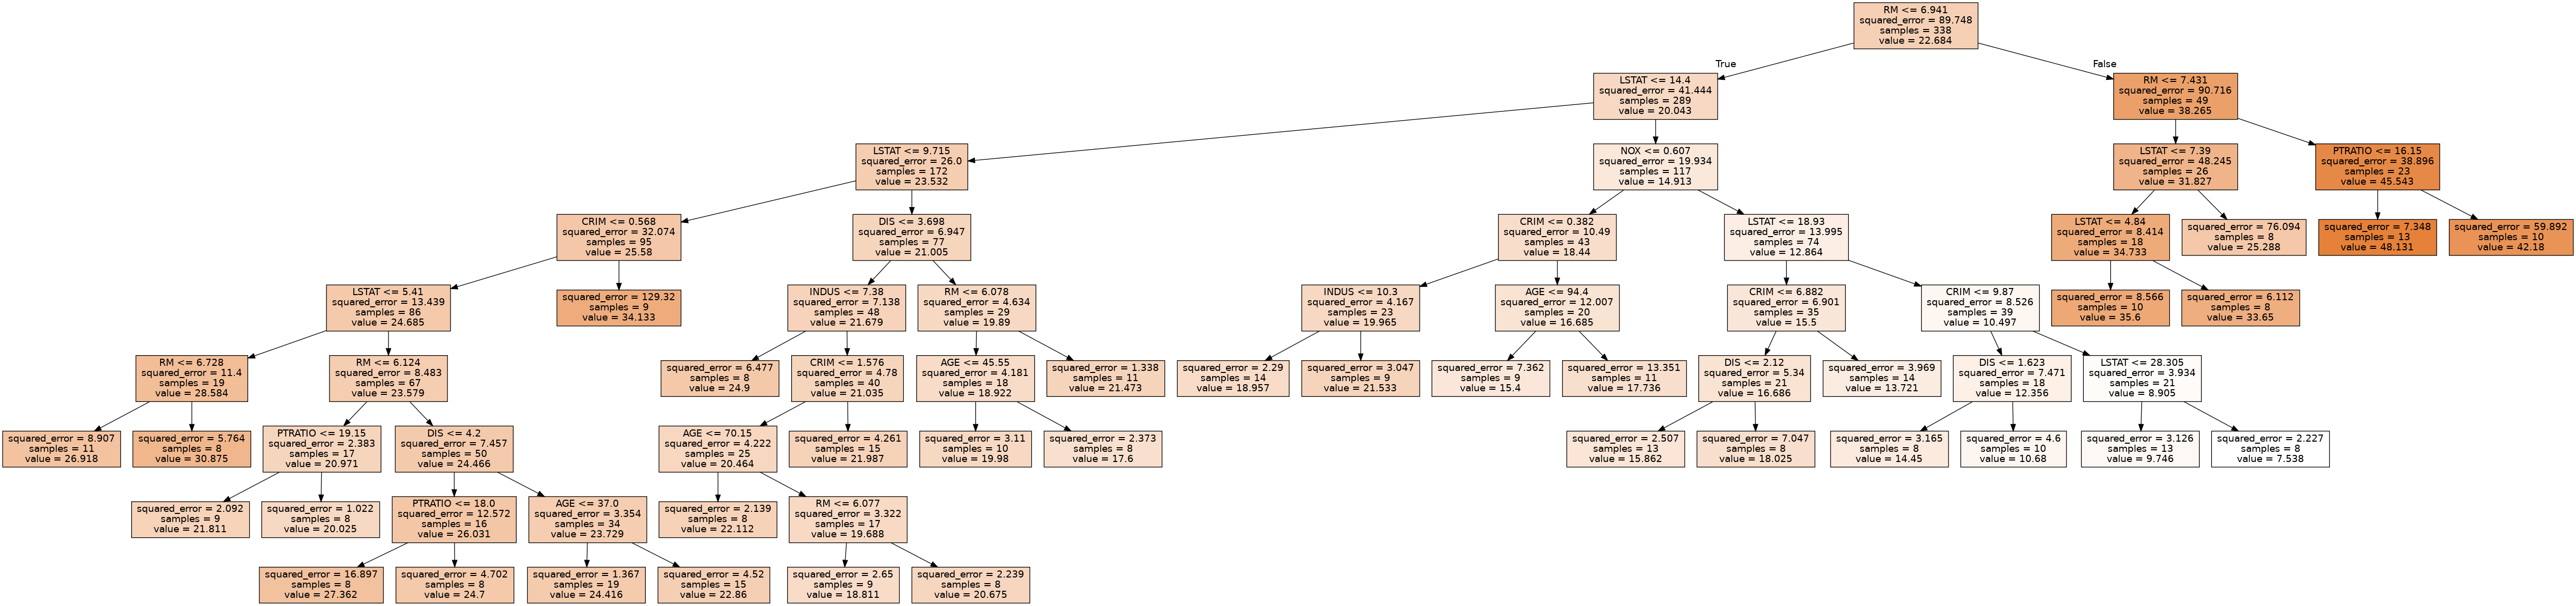 RM <= 6.941
squared_error = 89.748
samples = 338
value = 22.684
True
False
LSTAT <= 14.4
squared_error = 41.444
samples = 289
value = 20.043
RM <= 7.431
squared_error = 90.716
samples = 49
value = 38.265
LSTAT <= 9.715
squared_error = 26.0
samples = 172
value = 23.532
NOX <= 0.607
squared_error = 19.934
samples = 117
value = 14.913
LSTAT <= 7.39
squared_error = 48.245
samples = 26
value = 31.827
PTRATIO <= 16.15
squared_error = 38.896
samples = 23
value = 45.543
CRIM <= 0.568
squared_error = 32.074
samples = 95
value = 25.58
DIS <= 3.698
squared_error = 6.947
samples = 77
value = 21.005
CRIM <= 0.382
squared_error = 10.49
samples = 43
value = 18.44
LSTAT <= 18.93
squared_error = 13.995
samples = 74
value = 12.864
LSTAT <= 4.84
squared_error = 8.414
samples = 18
value = 34.733
squared_error = 76.094
samples = 8
value = 25.288
squared_error = 7.348
samples = 13
value = 48.131
squared_error = 59.892
samples = 10
value = 42.18
LSTAT <= 5.41
squared_error = 13.439
samples = 86
value = 24.685
squared_error = 129.32
samples = 9
value = 34.133
INDUS <= 7.38
squared_error = 7.138
samples = 48
value = 21.679
RM <= 6.078
squared_error = 4.634
samples = 29
value = 19.89
INDUS <= 10.3
squared_error = 4.167
samples = 23
value = 19.965
AGE <= 94.4
squared_error = 12.007
samples = 20
value = 16.685
CRIM <= 6.882
squared_error = 6.901
samples = 35
value = 15.5
CRIM <= 9.87
squared_error = 8.526
samples = 39
value = 10.497
squared_error = 8.566
samples = 10
value = 35.6
squared_error = 6.112
samples = 8
value = 33.65
RM <= 6.728
squared_error = 11.4
samples = 19
value = 28.584
RM <= 6.124
squared_error = 8.483
samples = 67
value = 23.579
squared_error = 6.477
samples = 8
value = 24.9
CRIM <= 1.576
squared_error = 4.78
samples = 40
value = 21.035
AGE <= 45.55
squared_error = 4.181
samples = 18
value = 18.922
squared_error = 1.338
samples = 11
value = 21.473
squared_error = 2.29
samples = 14
value = 18.957
squared_error = 3.047
samples = 9
value = 21.533
squared_error = 7.362
samples = 9
value = 15.4
squared_error = 13.351
samples = 11
value = 17.736
DIS <= 2.12
squared_error = 5.34
samples = 21
value = 16.686
squared_error = 3.969
samples = 14
value = 13.721
DIS <= 1.623
squared_error = 7.471
samples = 18
value = 12.356
LSTAT <= 28.305
squared_error = 3.934
samples = 21
value = 8.905
squared_error = 8.907
samples = 11
value = 26.918
squared_error = 5.764
samples = 8
value = 30.875
PTRATIO <= 19.15
squared_error = 2.383
samples = 17
value = 20.971
DIS <= 4.2
squared_error = 7.457
samples = 50
value = 24.466
AGE <= 70.15
squared_error = 4.222
samples = 25
value = 20.464
squared_error = 4.261
samples = 15
value = 21.987
squared_error = 3.11
samples = 10
value = 19.98
squared_error = 2.373
samples = 8
value = 17.6
squared_error = 2.507
samples = 13
value = 15.862
squared_error = 7.047
samples = 8
value = 18.025
squared_error = 3.165
samples = 8
value = 14.45
squared_error = 4.6
samples = 10
value = 10.68
squared_error = 3.126
samples = 13
value = 9.746
squared_error = 2.227
samples = 8
value = 7.538
squared_error = 2.092
samples = 9
value = 21.811
squared_error = 1.022
samples = 8
value = 20.025
PTRATIO <= 18.0
squared_error = 12.572
samples = 16
value = 26.031
AGE <= 37.0
squared_error = 3.354
samples = 34
value = 23.729
squared_error = 2.139
samples = 8
value = 22.112
RM <= 6.077
squared_error = 3.322
samples = 17
value = 19.688
squared_error = 16.897
samples = 8
value = 27.362
squared_error = 4.702
samples = 8
value = 24.7
squared_error = 1.367
samples = 19
value = 24.416
squared_error = 4.52
samples = 15
value = 22.86
squared_error = 2.65
samples = 9
value = 18.811
squared_error = 2.239
samples = 8
value = 20.675